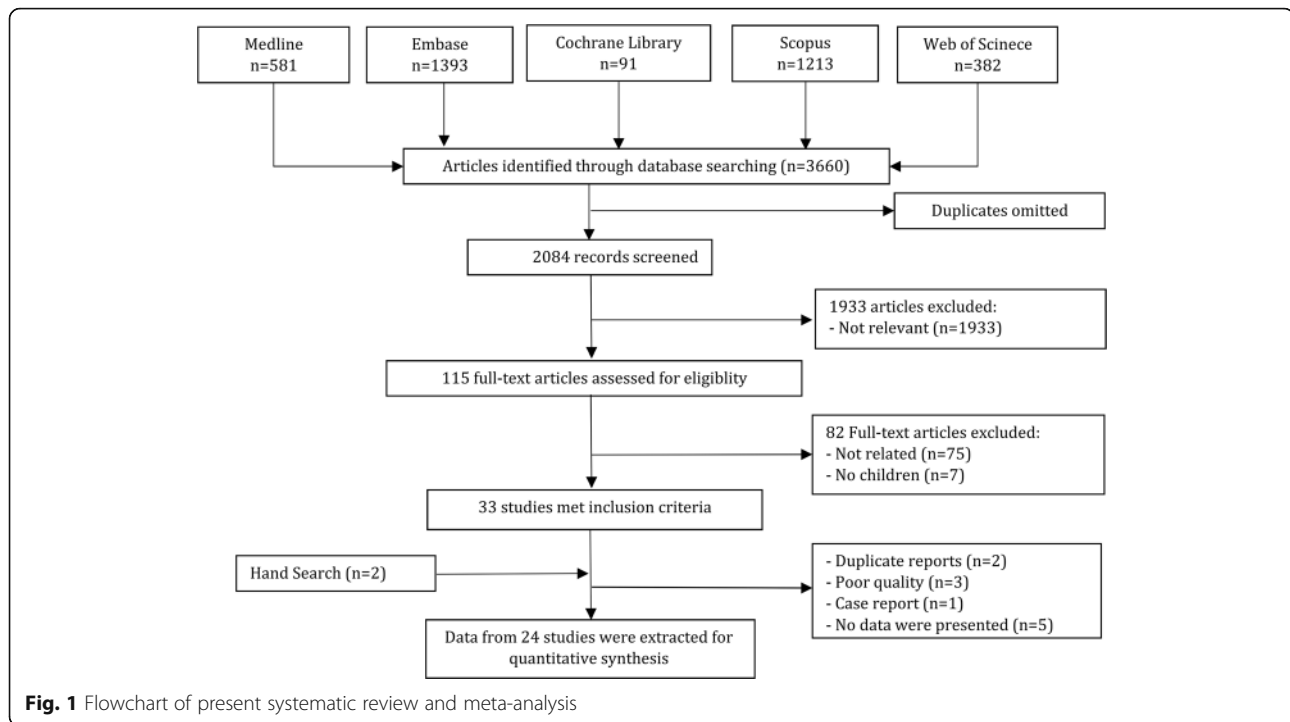 Medline
n=581
Embase
n=1393
Cochrane Library
n=91
Scopus
n=1213
Web of Scinece
n=382
Articles identified through database searching (n=3660)
Duplicates omitted
2084 records screened
1933 articles excluded:
- Not relevant (n=1933)
115 full-text articles assessed for eligiblity
82 Full-text articles excluded:
- Not related (n=75)
- No children (n=7)
33 studies met inclusion criteria
Hand Search (n=2)
- Duplicate reports (n=2)
- Poor quality (n=3)
- Case report (n=1)
- No data were presented (n=5)
Data from 24 studies were extracted for
quantitative synthesis
Fig. 1 Flowchart of present systematic review and meta-analysis